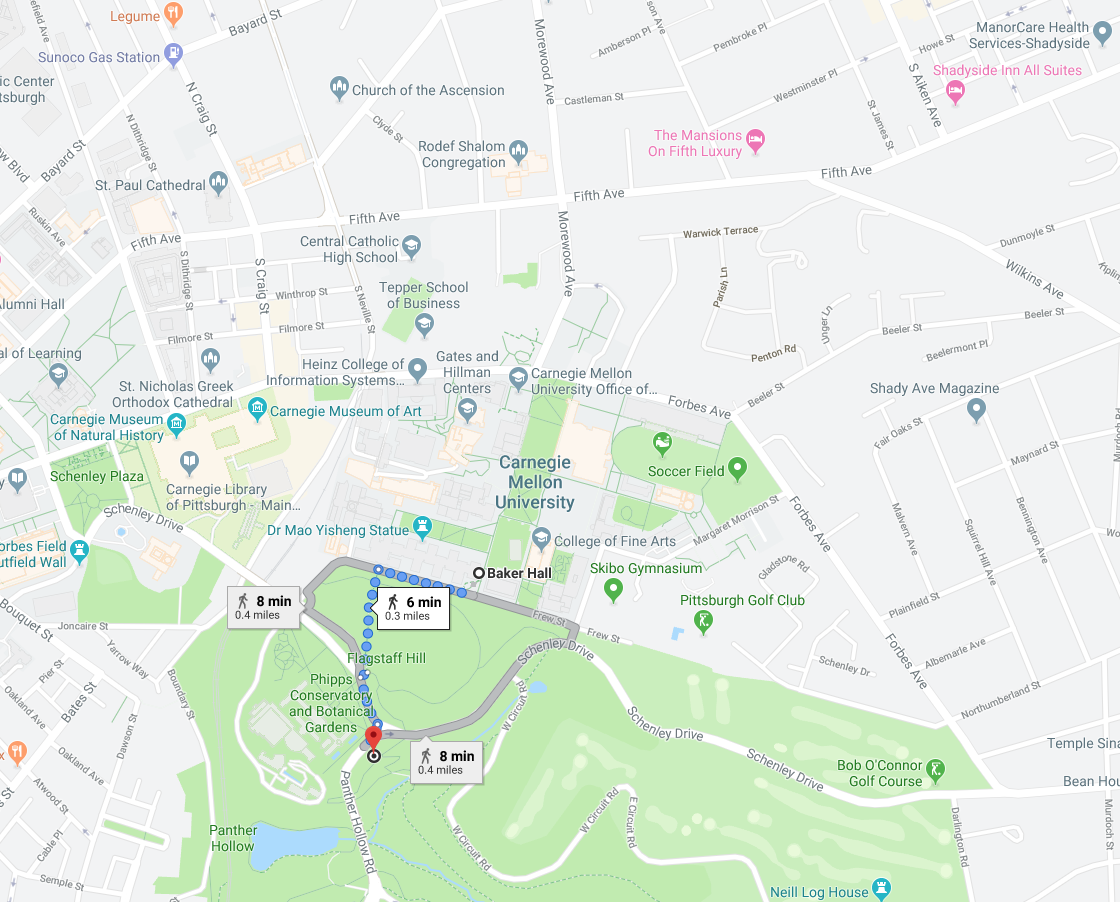 Legume
Bayard St
Sunoco Gas Station
Morewood Ave
Amberson Pl
Pembroke Pl
ManorCare Health
Services-Shadyside
Howe St
S Aiken Ave
Shadyside Inn All Suites
ic Center
tsburgh
N Craig St
Church of the Ascension
Castleman St
Westminster Pl
St James St
N Dithridge St
Clyde St
Rodef Shalom
Congregation
The Mansions
On Fifth Luxury
Bayard St
St. Paul Cathedral
Fifth Ave
Fifth Ave
Fifth Ave
Fifth Ave
Ruskin Ave
Central Catholic
High School
Morewood Ave
Warwick Terrace
Dunmoyle St
Wilkins Ave
S Dithridge St
S Craig St
Tepper School
of Business
Parish Ln
Winthrop St
S Neville St
Alumni Hall
Filmore St
Filmore St
Unger Ln
Beeler St
Beeler St
Beelermont Pl
Penton Rd
al of Learning
Heinz College of
Information Systems...
Gates and
Hillman
Centers
Carnegie Mellon
University Office of...
St. Nicholas Greek
Orthodox Cathedral
Forbes Ave
Beeler St
Shady Ave Magazine
Carnegie Museum
of Natural History
Carnegie Museum of Art
Fair Oaks St
Murdoch Rd
Maynard St
Schenley Plaza
Carnegie Library
of Pittsburgh - Main...
Carnegie
Mellon
University
Soccer Field
Margaret Morrison St
Forbes Ave
Malvern Ave
Squirrel Hill Ave
Bennington Ave
Schenley Drive
Dr Mao Yisheng Statue
College of Fine Arts
orbes Field
utfield Wall
Baker Hall
Skibo Gymnasium
Gladstone Rd
8 min
0.4 miles
6 min
0.3 miles
Pittsburgh Golf Club
Plainfield St
Bouquet St
Joncaire St
Frew St
Frew St
Yarrow Way
Flagstaff Hill
Schenley Drive
Schenley Dr
Albemarle Ave
Forbes Ave
Pier St
Boundary St
Phipps
Conservatory
and Botanical
Gardens
Oakland Ave
Bates St
Dawson St
W Circuit Rd
Schenley Drive
Northumberland St
Oakland Ave
8 min
0.4 miles
Schenley Drive
Temple Sina
Bob O'Connor
Golf Course
Bean Hou
Atwood St
Panther Hollow Rd
W Circuit Rd
E Circuit Rd
Panther
Hollow
Cable Pl
W Circuit Rd
Darlington Rd
Murdoch St
Semple St
Neill Log House